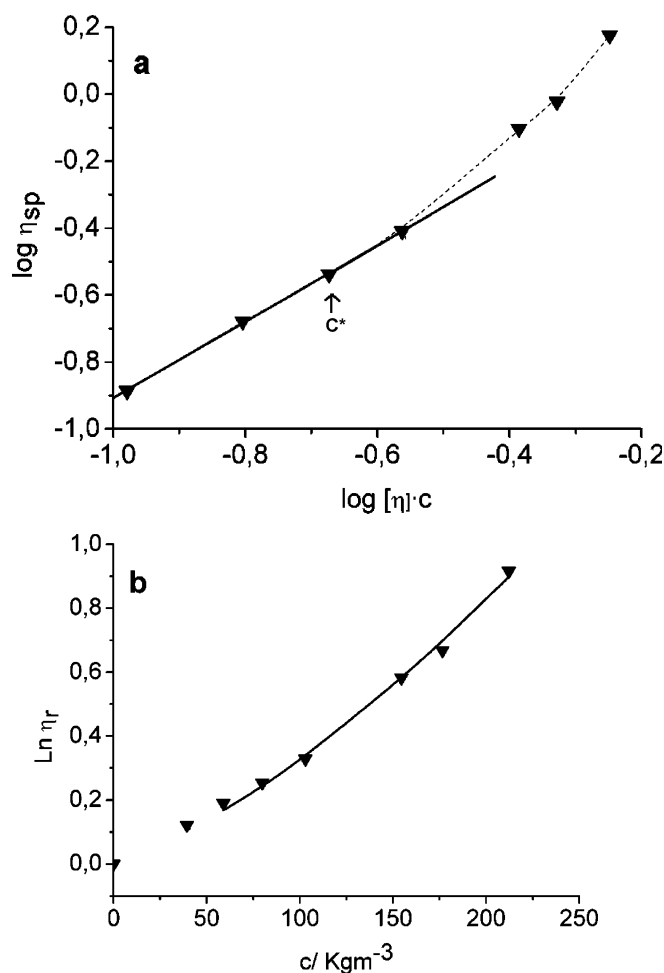 a
0,2
0,0
-0,2
-0,4
-0,6
-0,8
-1,0
log ηsp
↑
c*
-1,0 -0,8 -0,6 -0,4 -0,2
log [η]·c
b
1,0
0,8
0,6
0,4
0,2
0,0
Ln ηr
0 50 100 150 200 250
c/ Kgm⁻³